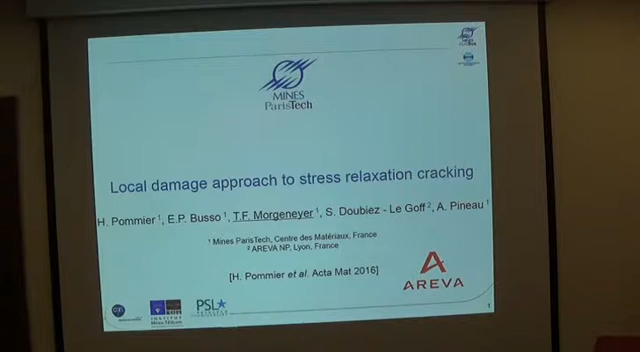 MINES
ParisTech
Local damage approach to stress relaxation cracking
H. Pommier ¹, E.P. Busso ¹, T.F. Morgeneyer ¹, S. Doubiez - Le Goff ², A. Pineau ¹
¹ Mines ParisTech, Centre des Matériaux, France
² AREVA NP, Lyon, France
[H. Pommier et al. Acta Mat 2016]
AREVA
PSL
1